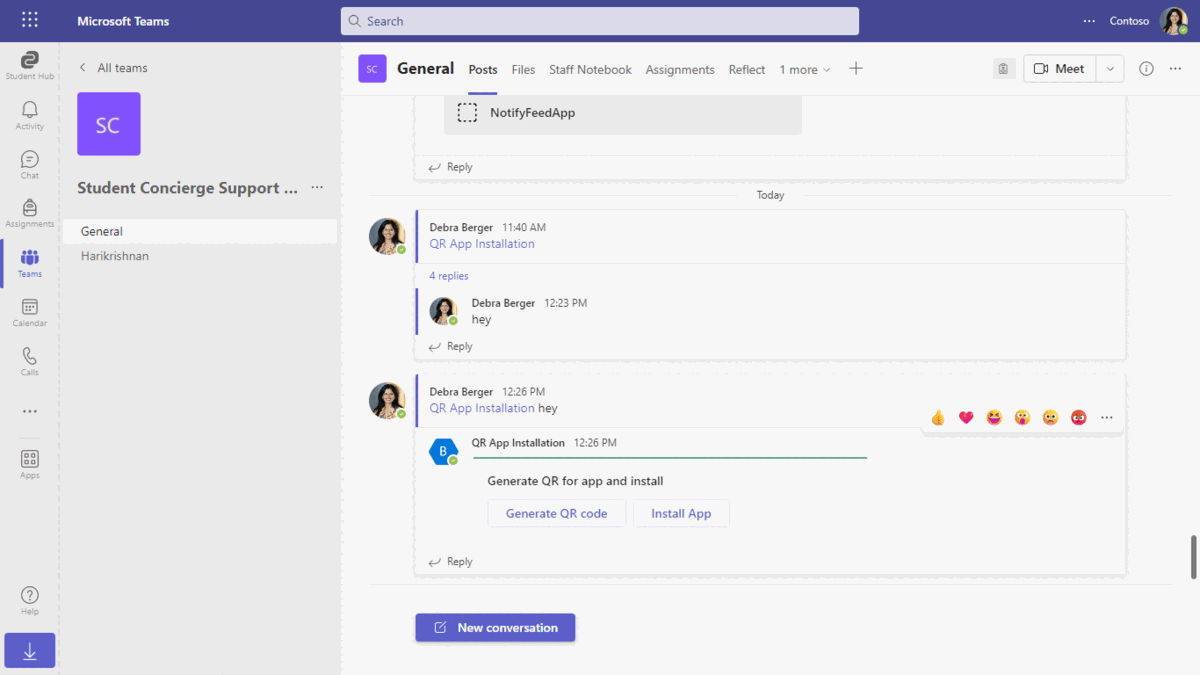 Microsoft Teams
Search
Contoso
Student Hub
Activity
Chat
Assignments
Teams
Calendar
Calls
Apps
Help
All teams
SC
Student Concierge Support ...
General
Harikrishnan
SC
General
Posts
Files
Staff Notebook
Assignments
Reflect
1 more
Meet
NotifyFeedApp
Reply
Today
Debra Berger 11:40 AM
QR App Installation
4 replies
Debra Berger 12:23 PM
hey
Reply
Debra Berger 12:26 PM
QR App Installation hey
B
QR App Installation 12:26 PM
Generate QR for app and install
Generate QR code
Install App
Reply
New conversation